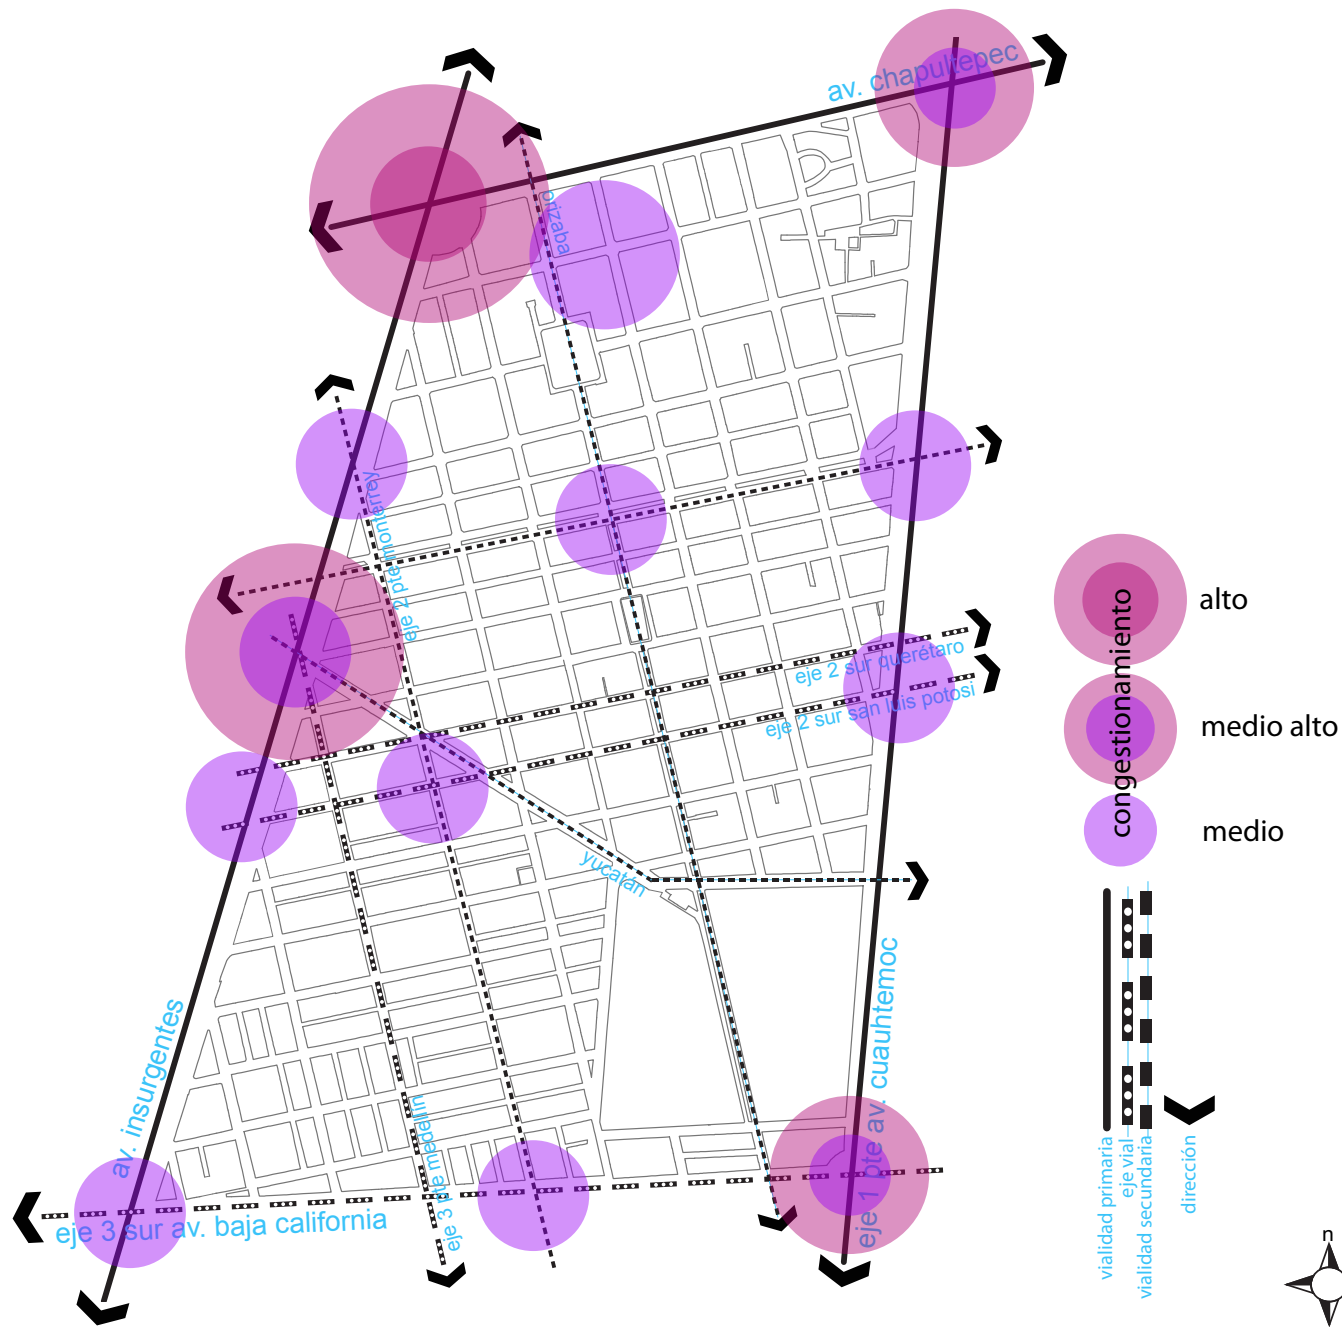 av. chapultepec
orizaba
eje 2 pte monterrey
eje 2 sur querétaro
eje 2 sur san luis potosi
yucatán
av. insurgentes
eje 1 pte av. cuauhtemoc
eje 3 pte medellin
eje 3 sur av. baja california
congestionamiento
alto
medio alto
medio
vialidad primaria
eje vial
vialidad secundaria
dirección
n